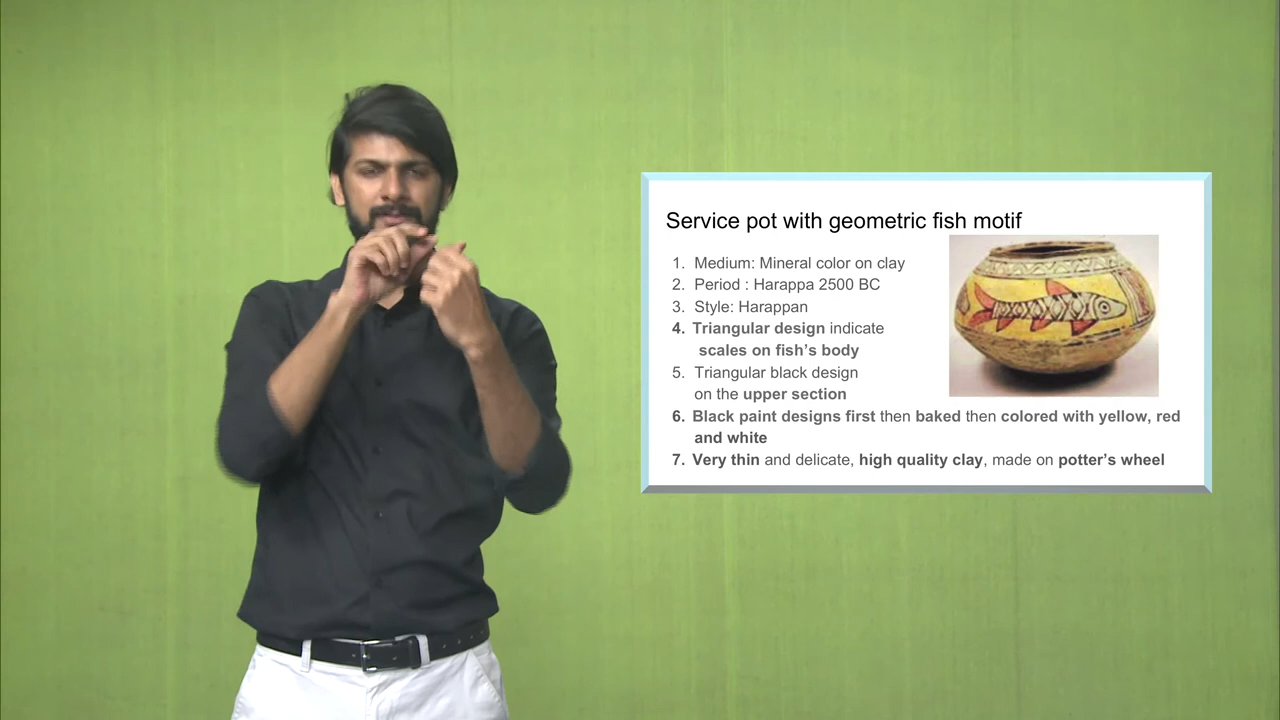 Service pot with geometric fish motif
1. Medium: Mineral color on clay
2. Period : Harappa 2500 BC
3. Style: Harappan
4. Triangular design indicate
scales on fish’s body
5. Triangular black design
on the upper section
6. Black paint designs first then baked then colored with yellow, red
and white
7. Very thin and delicate, high quality clay, made on potter’s wheel